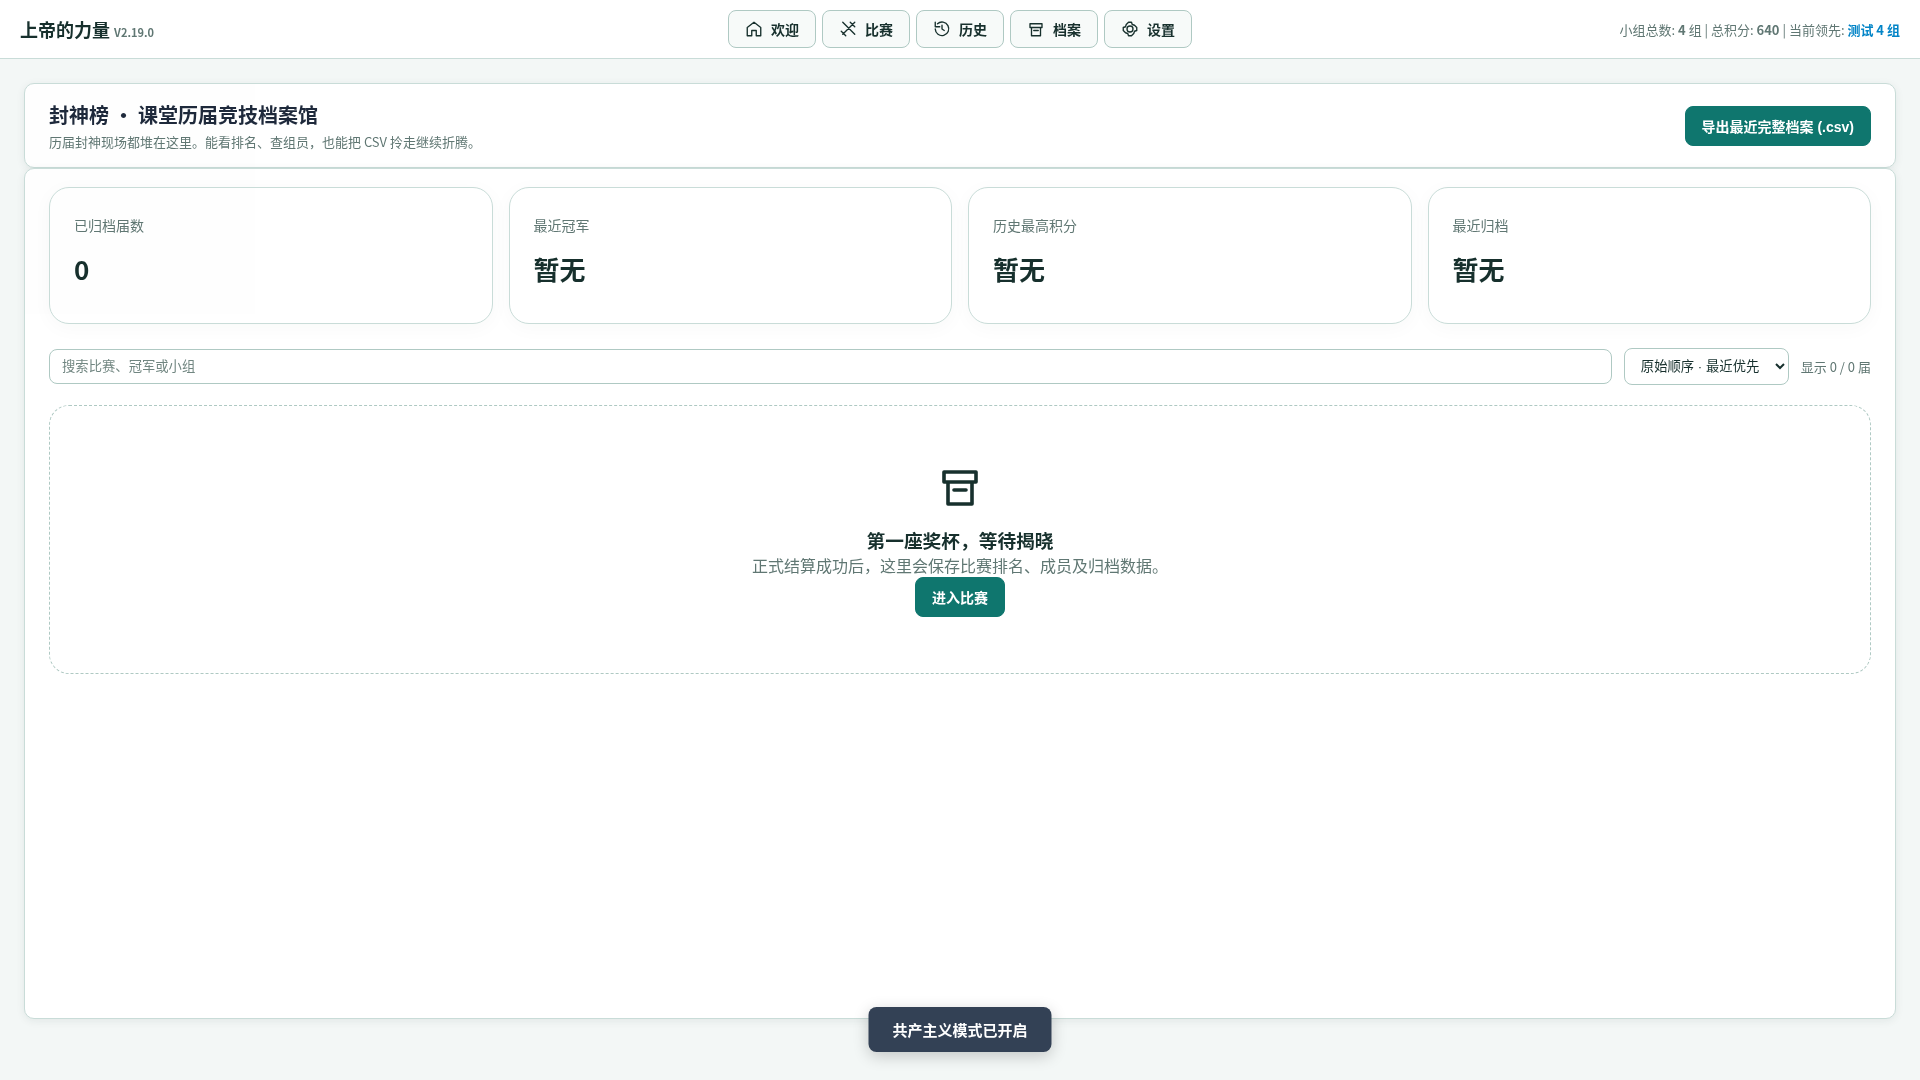 上帝的力量 V2.19.0
欢迎
比赛
历史
档案
设置
小组总数: 4 组 | 总积分: 640 | 当前领先: 测试 4 组
封神榜 · 课堂历届竞技档案馆
历届封神现场都堆在这里。能看排名、查组员，也能把 CSV 拎走继续折腾。
导出最近完整档案 (.csv)
已归档届数
0
最近冠军
暂无
历史最高积分
暂无
最近归档
暂无
搜索比赛、冠军或小组
原始顺序 · 最近优先
显示 0 / 0 届
第一座奖杯，等待揭晓
正式结算成功后，这里会保存比赛排名、成员及归档数据。
进入比赛
共产主义模式已开启